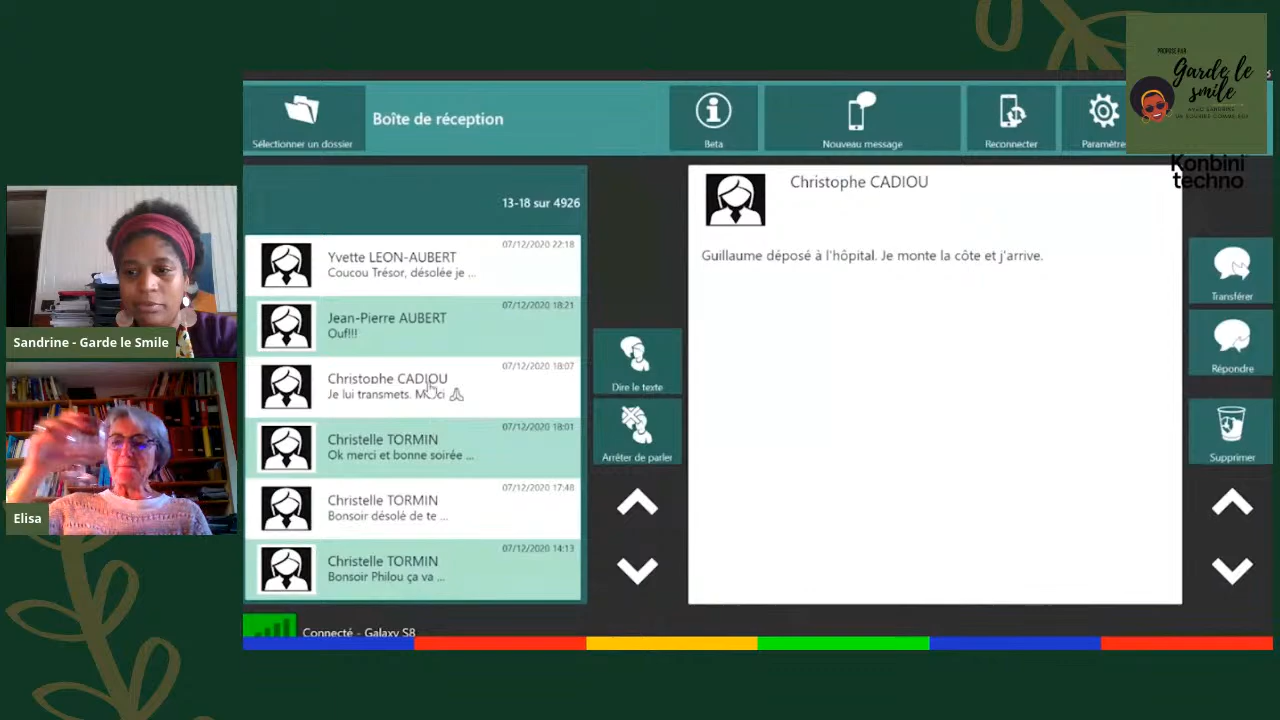 PROPOSÉ PAR
Garde le
smile
Sélectionner un dossier
Boîte de réception
Beta
Nouveau message
Reconnecter
Paramètre
Konbini
techno
13-18 sur 4926
Christophe CADIOU
Guillaume déposé à l'hôpital. Je monte la côte et j'arrive.
07/12/2020 22:18
Yvette LEON-AUBERT
Coucou Trésor, désolée je ...
07/12/2020 18:21
Jean-Pierre AUBERT
Ouf!!!
07/12/2020 18:07
Christophe CADIOU
Je lui transmets. Merci 🙏
07/12/2020 18:01
Christelle TORMIN
Ok merci et bonne soirée ...
07/12/2020 17:48
Christelle TORMIN
Bonsoir désolé de te ...
07/12/2020 14:13
Christelle TORMIN
Bonsoir Philou ça va ...
Dire le texte
Arrêter de parler
Transférer
Répondre
Supprimer
Sandrine - Garde le Smile
Elisa
Connecté - Galaxy S8